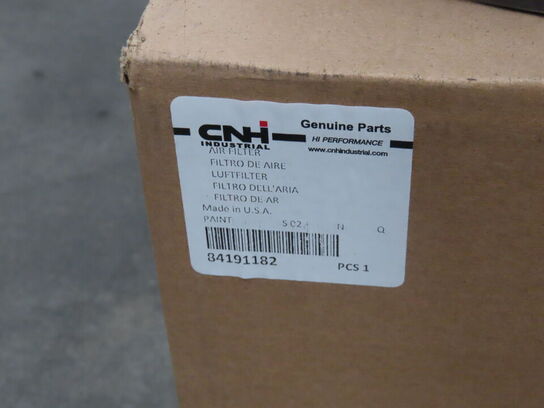 CNH Genuine Parts
INDUSTRIAL HI PERFORMANCE
AIR FILTER www.cnhindustrial.com
FILTRO DE AIRE
LUFTFILTER
FILTRO DELL'ARIA
FILTRO DE AR
Made in U.S.A.
PAINT: S 02 N Q
84191182 PCS 1